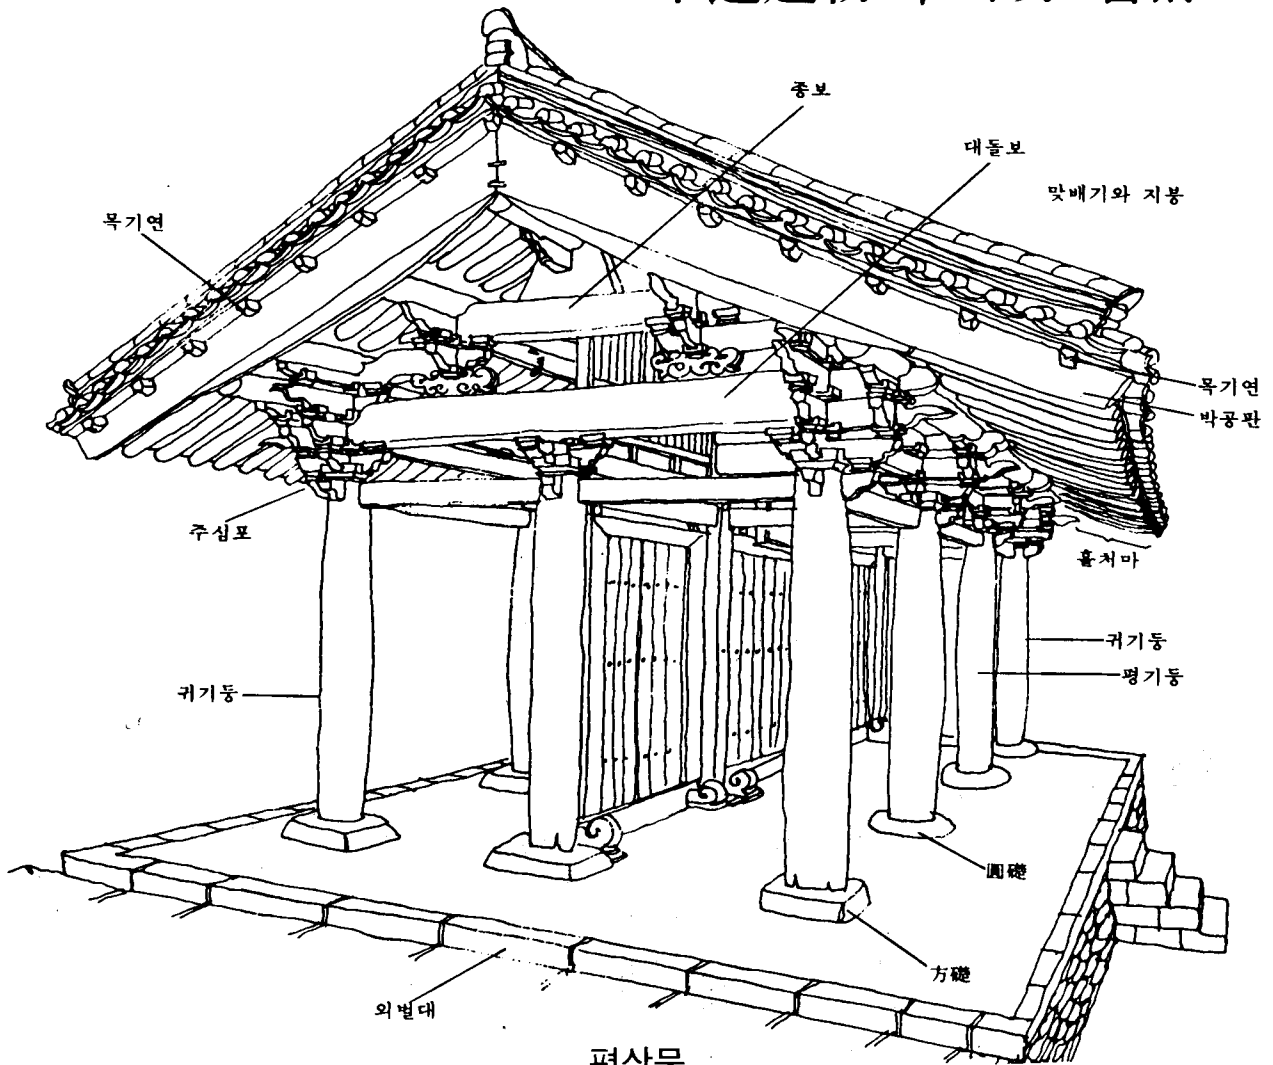 종보
대들보
맞배기와 지붕
목기연
목기연
박공판
주심포
홑처마
귀기둥
평기둥
귀기둥
圓礎
方礎
외벌대